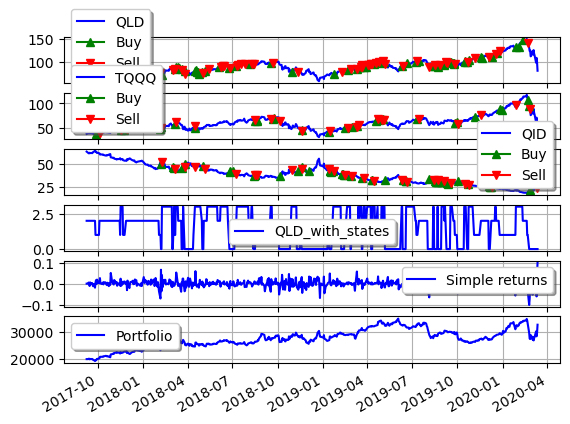 QLD
Buy
Sell
150
100
TQQQ
Buy
Sell
100
50
QID
Buy
Sell
50
25
QLD_with_states
2.5
0.0
Simple returns
0.1
0.0
−0.1
Portfolio
30000
20000
2017-10
2018-01
2018-04
2018-07
2018-10
2019-01
2019-04
2019-07
2019-10
2020-01
2020-04